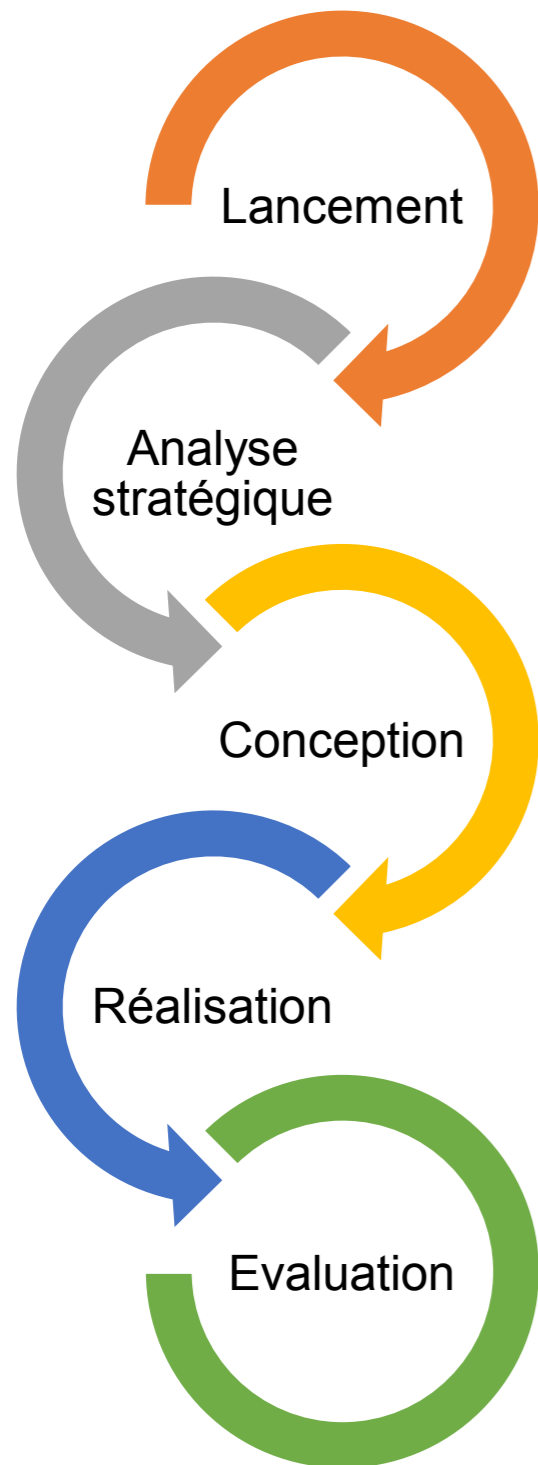 Lancement
Analyse
stratégique
Conception
Réalisation
Evaluation